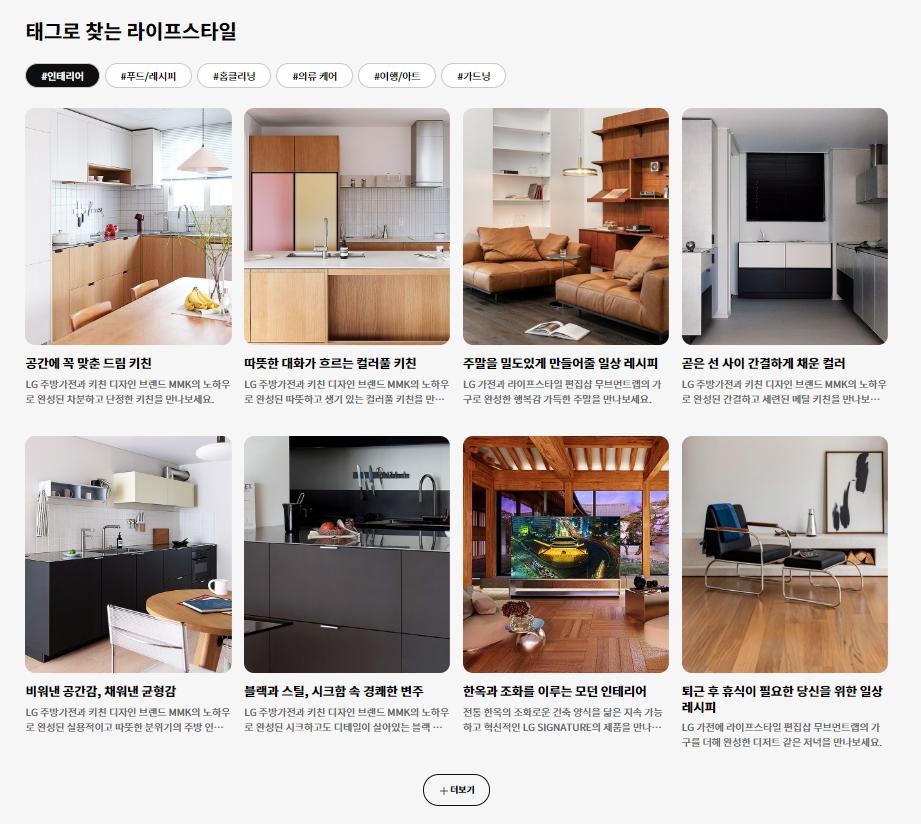 태그로 찾는 라이프스타일
#인테리어 #푸드/레시피 #홈클리닝 #의류 케어 #여행/아트 #가드닝
공간에 꼭 맞춘 드림 키친
LG 주방가전과 키친 디자인 브랜드 MMK의 노하우
로 완성된 차분하고 단정한 키친을 만나보세요.
따뜻한 대화가 흐르는 컬러풀 키친
LG 주방가전과 키친 디자인 브랜드 MMK의 노하우
로 완성된 따뜻하고 생기 있는 컬러풀 키친을 만…
주말을 밀도있게 만들어줄 일상 레시피
LG 가전과 라이프스타일 편집샵 무브먼트랩의 가
구로 완성한 행복감 가득한 주말을 만나보세요.
곧은 선 사이 간결하게 채운 컬러
LG 주방가전과 키친 디자인 브랜드 MMK의 노하우
로 완성된 간결하고 세련된 메탈 키친을 만나보…
비워낸 공간감, 채워낸 균형감
LG 주방가전과 키친 디자인 브랜드 MMK의 노하우
로 완성된 실용적이고 따뜻한 분위기의 주방 인…
블랙과 스틸, 시크함 속 경쾌한 변주
LG 주방가전과 키친 디자인 브랜드 MMK의 노하우
로 완성된 시크하고도 디테일이 살아있는 블랙 …
한옥과 조화를 이루는 모던 인테리어
전통 한옥의 조화로운 건축 양식을 닮은 지속 가능
하고 혁신적인 LG SIGNATURE의 제품을 만나…
퇴근 후 휴식이 필요한 당신을 위한 일상
레시피
LG 가전에 라이프스타일 편집샵 무브먼트랩의 가
구를 더해 완성한 디저트 같은 저녁을 만나보세요.
+ 더보기